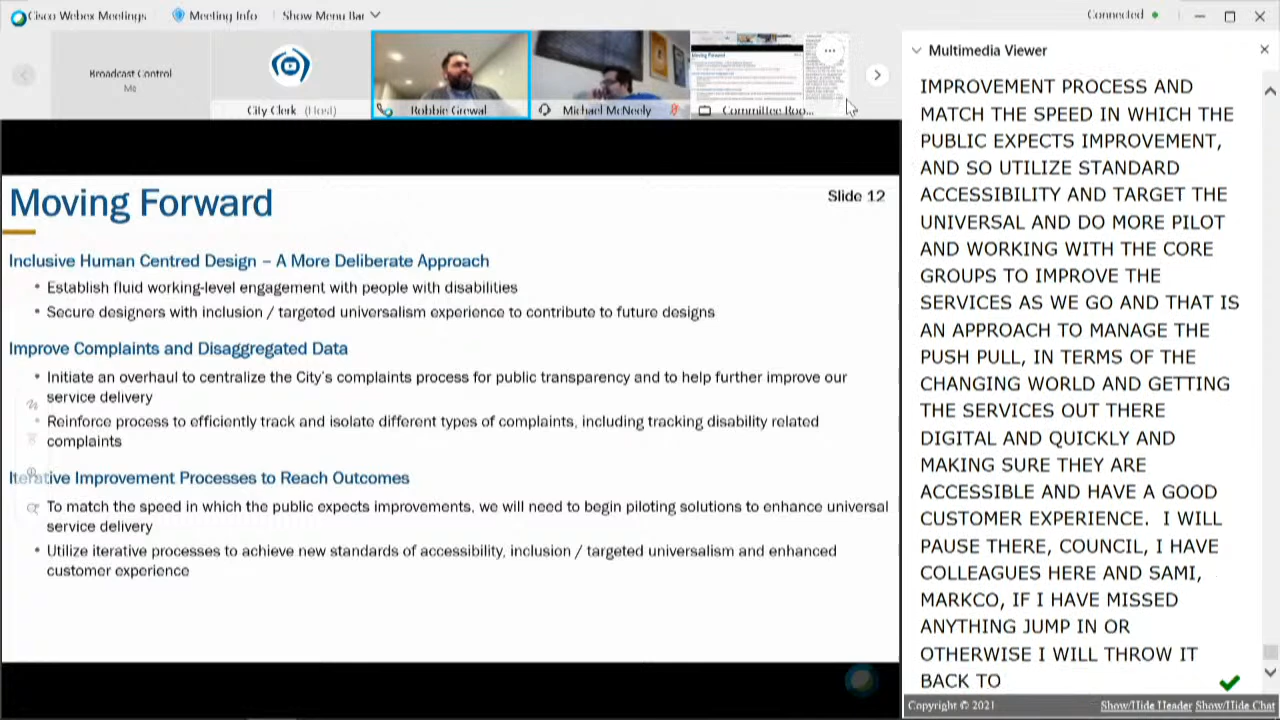 Cisco Webex Meetings
Meeting Info
Show Menu Bar
Connected
City Clerk (Host)
Robbie Grewal
Michael McNeely
Committee Roo...
Moving Forward
Slide 12
Inclusive Human Centred Design – A More Deliberate Approach
• Establish fluid working-level engagement with people with disabilities
• Secure designers with inclusion / targeted universalism experience to contribute to future designs
Improve Complaints and Disaggregated Data
• Initiate an overhaul to centralize the City's complaints process for public transparency and to help further improve our
service delivery
• Reinforce process to efficiently track and isolate different types of complaints, including tracking disability related
complaints
Iterative Improvement Processes to Reach Outcomes
To match the speed in which the public expects improvements, we will need to begin piloting solutions to enhance universal
service delivery
• Utilize iterative processes to achieve new standards of accessibility, inclusion / targeted universalism and enhanced
customer experience
Multimedia Viewer
IMPROVEMENT PROCESS AND
MATCH THE SPEED IN WHICH THE
PUBLIC EXPECTS IMPROVEMENT,
AND SO UTILIZE STANDARD
ACCESSIBILITY AND TARGET THE
UNIVERSAL AND DO MORE PILOT
AND WORKING WITH THE CORE
GROUPS TO IMPROVE THE
SERVICES AS WE GO AND THAT IS
AN APPROACH TO MANAGE THE
PUSH PULL, IN TERMS OF THE
CHANGING WORLD AND GETTING
THE SERVICES OUT THERE
DIGITAL AND QUICKLY AND
MAKING SURE THEY ARE
ACCESSIBLE AND HAVE A GOOD
CUSTOMER EXPERIENCE. I WILL
PAUSE THERE, COUNCIL, I HAVE
COLLEAGUES HERE AND SAMI,
MARKCO, IF I HAVE MISSED
ANYTHING JUMP IN OR
OTHERWISE I WILL THROW IT
BACK TO
Copyright © 2021
Show/Hide Header Show/Hide Chat